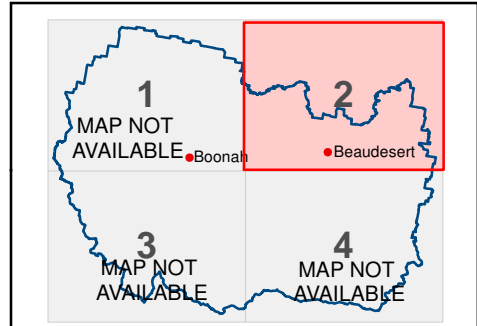 1
MAP NOT
AVAILABLE
Boonah
2
Beaudesert
3
MAP NOT
AVAILABLE
4
MAP NOT
AVAILABLE